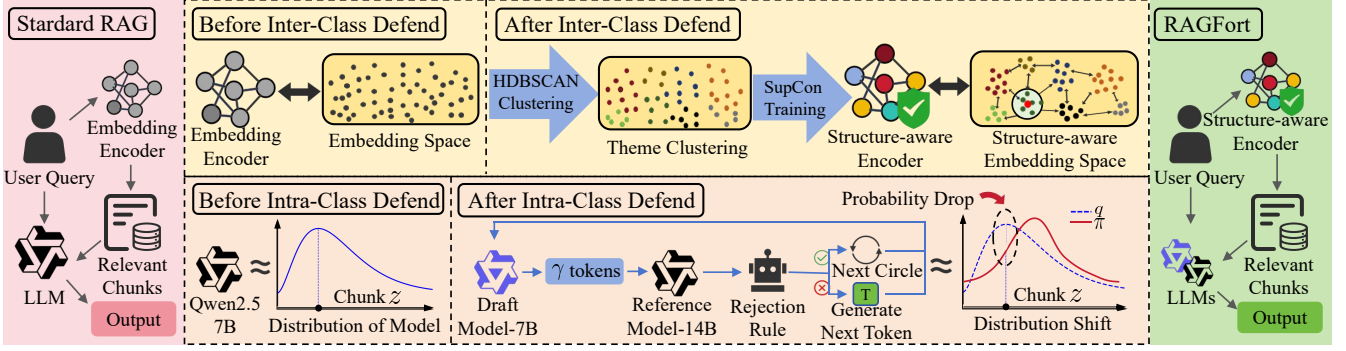 Stardard RAG
Embedding
Encoder
User Query
LLM
Relevant
Chunks
Output
Before Inter-Class Defend
Embedding
Encoder
Embedding Space
After Inter-Class Defend
HDBSCAN
Clustering
Theme Clustering
SupCon
Training
Structure-aware
Encoder
Structure-aware
Embedding Space
Before Intra-Class Defend
Qwen2.5
7B
≈
Chunk z
Distribution of Model
After Intra-Class Defend
Draft
Model-7B
γ tokens
Reference
Model-14B
Rejection
Rule
Next Circle
T
Generate
Next Token
≈
Probability Drop
q
π
Chunk z
Distribution Shift
RAGFort
Structure-aware
Encoder
User Query
LLMs
Relevant
Chunks
Output